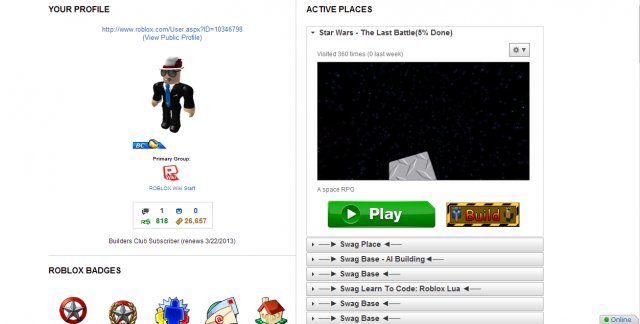 YOUR PROFILE
http://www.roblox.com/User.aspx?ID=10346798
(View Public Profile)
BC
Primary Group:
ROBLOX Wiki Staff
1 0
R$ 818 26,657
Builders Club Subscriber (renews 3/22/2013)
ROBLOX BADGES
ACTIVE PLACES
Star Wars - The Last Battle(5% Done)
Visited 360 times (0 last week)
A space RPG
Play
Build
---► Swag Place ◄---
---► Swag Base - AI Building ◄---
---► Swag Base ◄---
---► Swag Learn To Code: Roblox Lua ◄---
---► Swag Base ◄---
---► Swag Base ◄---
Online